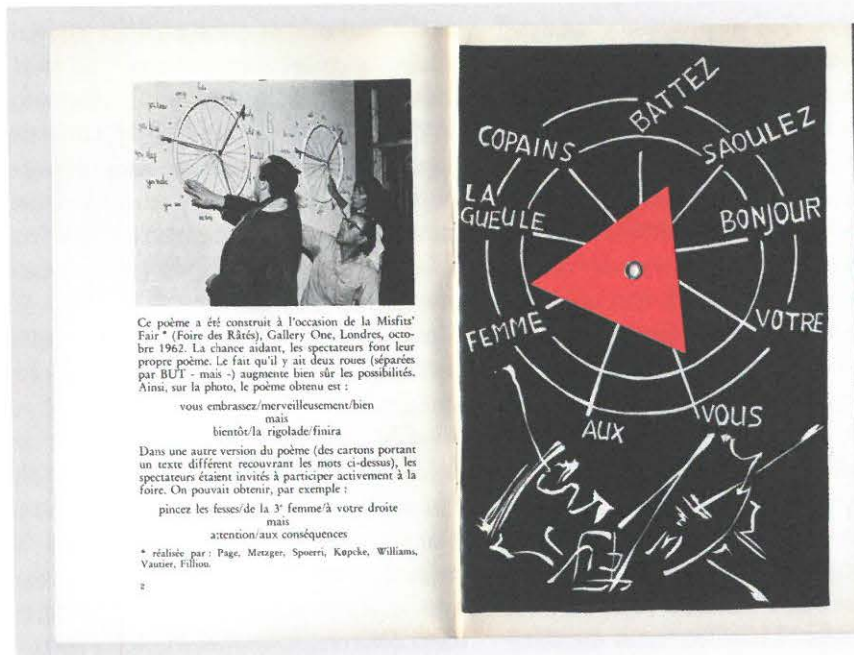 Ce poème a été construit à l'occasion de la Misfits'
Fair * (Foire des Râtés), Gallery One, Londres, octo-
bre 1962. La chance aidant, les spectateurs font leur
propre poème. Le fait qu'il y ait deux roues (séparées
par BUT - mais -) augmente bien sûr les possibilités.
Ainsi, sur la photo, le poème obtenu est :
vous embrassez/merveilleusement/bien
mais
bientôt/la rigolade/finira
Dans une autre version du poème (des cartons portant
un texte différent recouvrant les mots ci-dessus), les
spectateurs étaient invités à participer activement à la
foire. On pouvait obtenir, par exemple :
pincez les fesses/de la 3e femme/à votre droite
mais
attention/aux conséquences
* réalisée par : Page, Metzger, Spoerri, Køpcke, Williams,
Vautier, Filliou.
2
BATTEZ
SAOULEZ
BONJOUR
VOTRE
VOUS
AUX
FEMME
LA
GUEULE
COPAINS